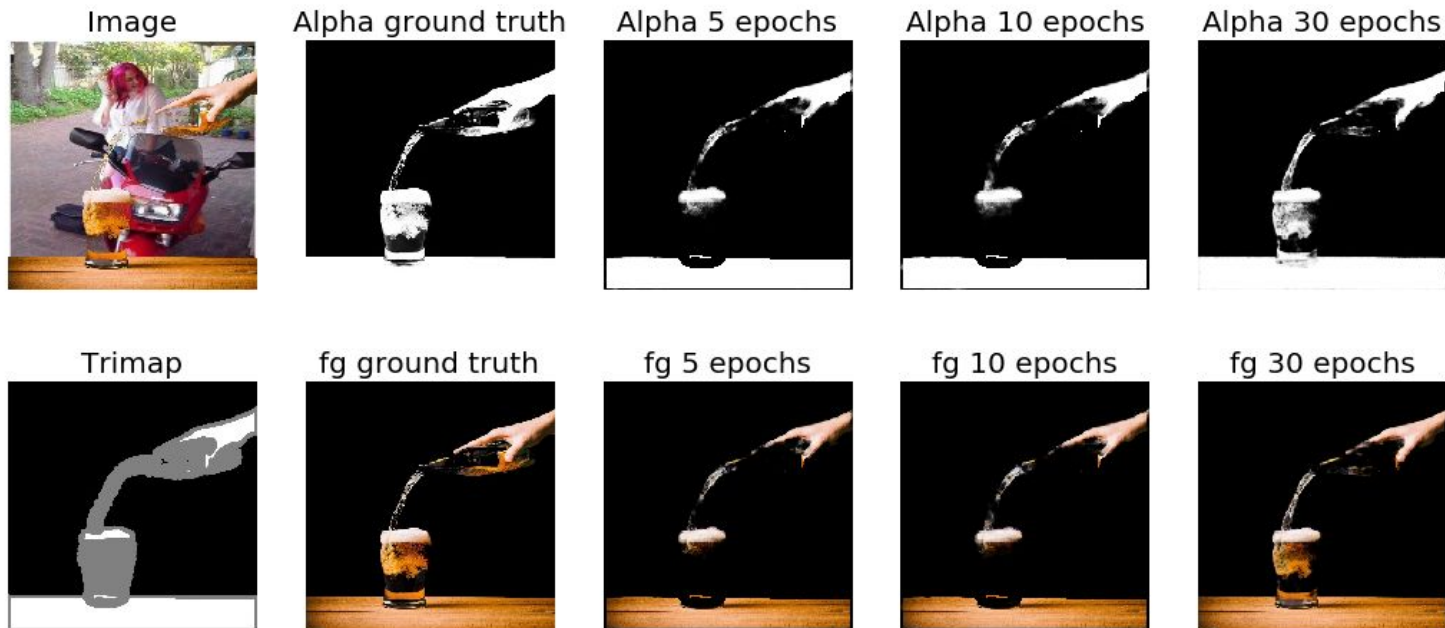 Image
Alpha ground truth
Alpha 5 epochs
Alpha 10 epochs
Alpha 30 epochs
Trimap
fg ground truth
fg 5 epochs
fg 10 epochs
fg 30 epochs